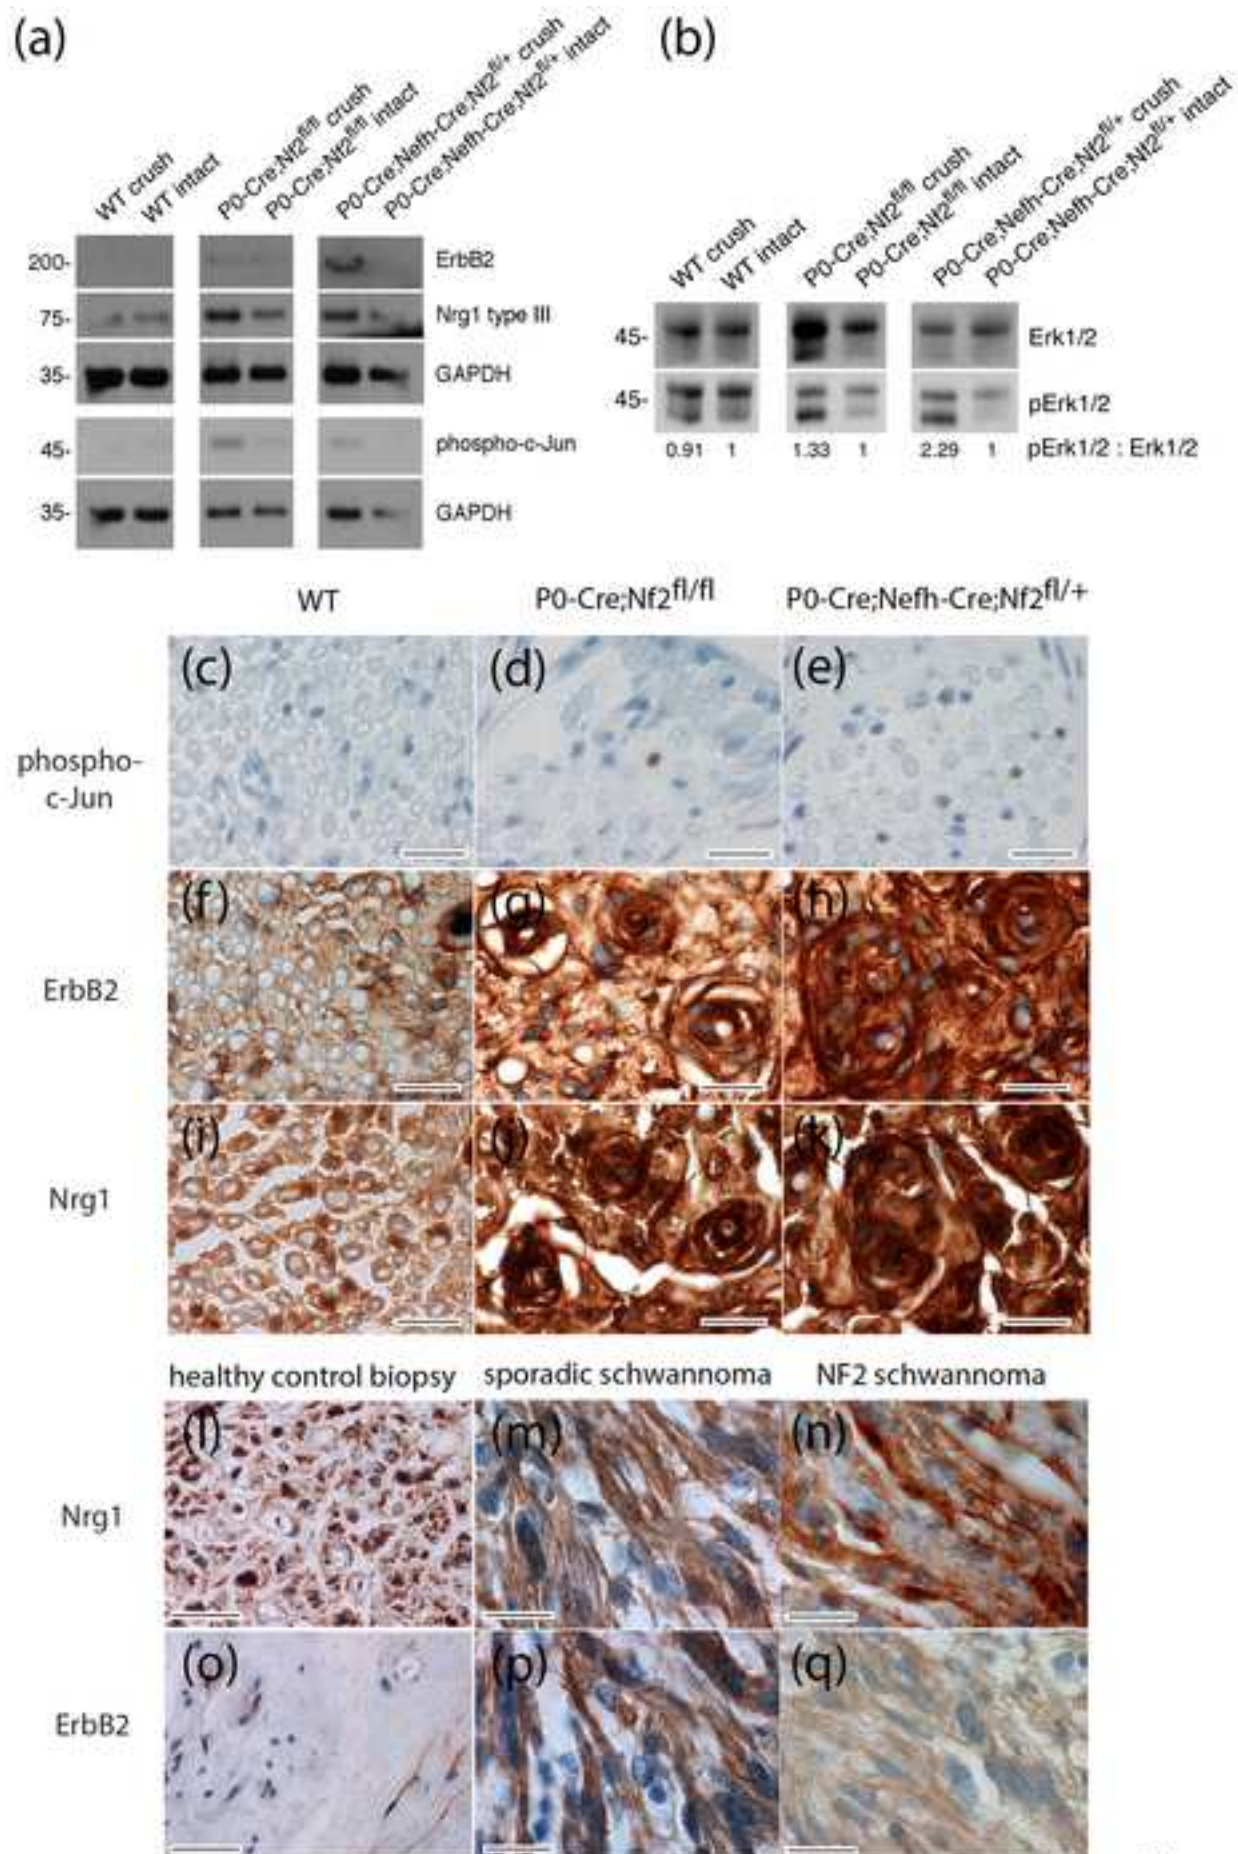 (a)
WT crush
WT intact
P0-Cre;Nf2fl/fl crush
P0-Cre;Nf2fl/fl intact
P0-Cre;Nefh-Cre;Nf2fl/+ crush
P0-Cre;Nefh-Cre;Nf2fl/+ intact
200- ErbB2
75- Nrg1 type III
35- GAPDH
45- phospho-c-Jun
35- GAPDH
(b)
WT crush
WT intact
P0-Cre;Nf2fl/fl crush
P0-Cre;Nf2fl/fl intact
P0-Cre;Nefh-Cre;Nf2fl/+ crush
P0-Cre;Nefh-Cre;Nf2fl/+ intact
45- Erk1/2
45- pErk1/2
0.91 1 1.33 1 2.29 1 pErk1/2 : Erk1/2
WT P0-Cre;Nf2fl/fl P0-Cre;Nefh-Cre;Nf2fl/+
(c) (d) (e)
phospho-
c-Jun
(f) (g) (h)
ErbB2
(i) (j) (k)
Nrg1
healthy control biopsy sporadic schwannoma NF2 schwannoma
(l) (m) (n)
Nrg1
(o) (p) (q)
ErbB2